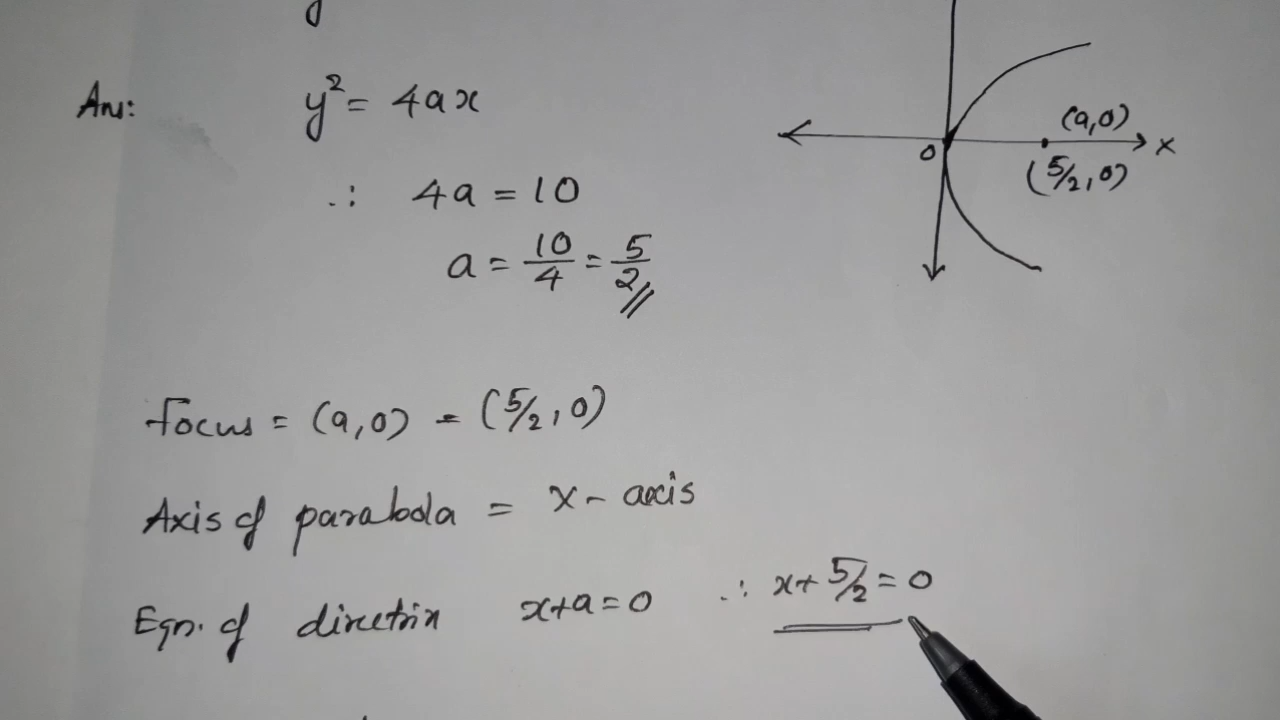 Ans: y² = 4ax
∴ 4a = 10
a = 10/4 = 5/2
(a,0)
x
0
(5/2,0)
Focus = (a,0) = (5/2,0)
Axis of parabola = x-axis
Eqn. of directrix x+a=0 ∴ x+5/2=0